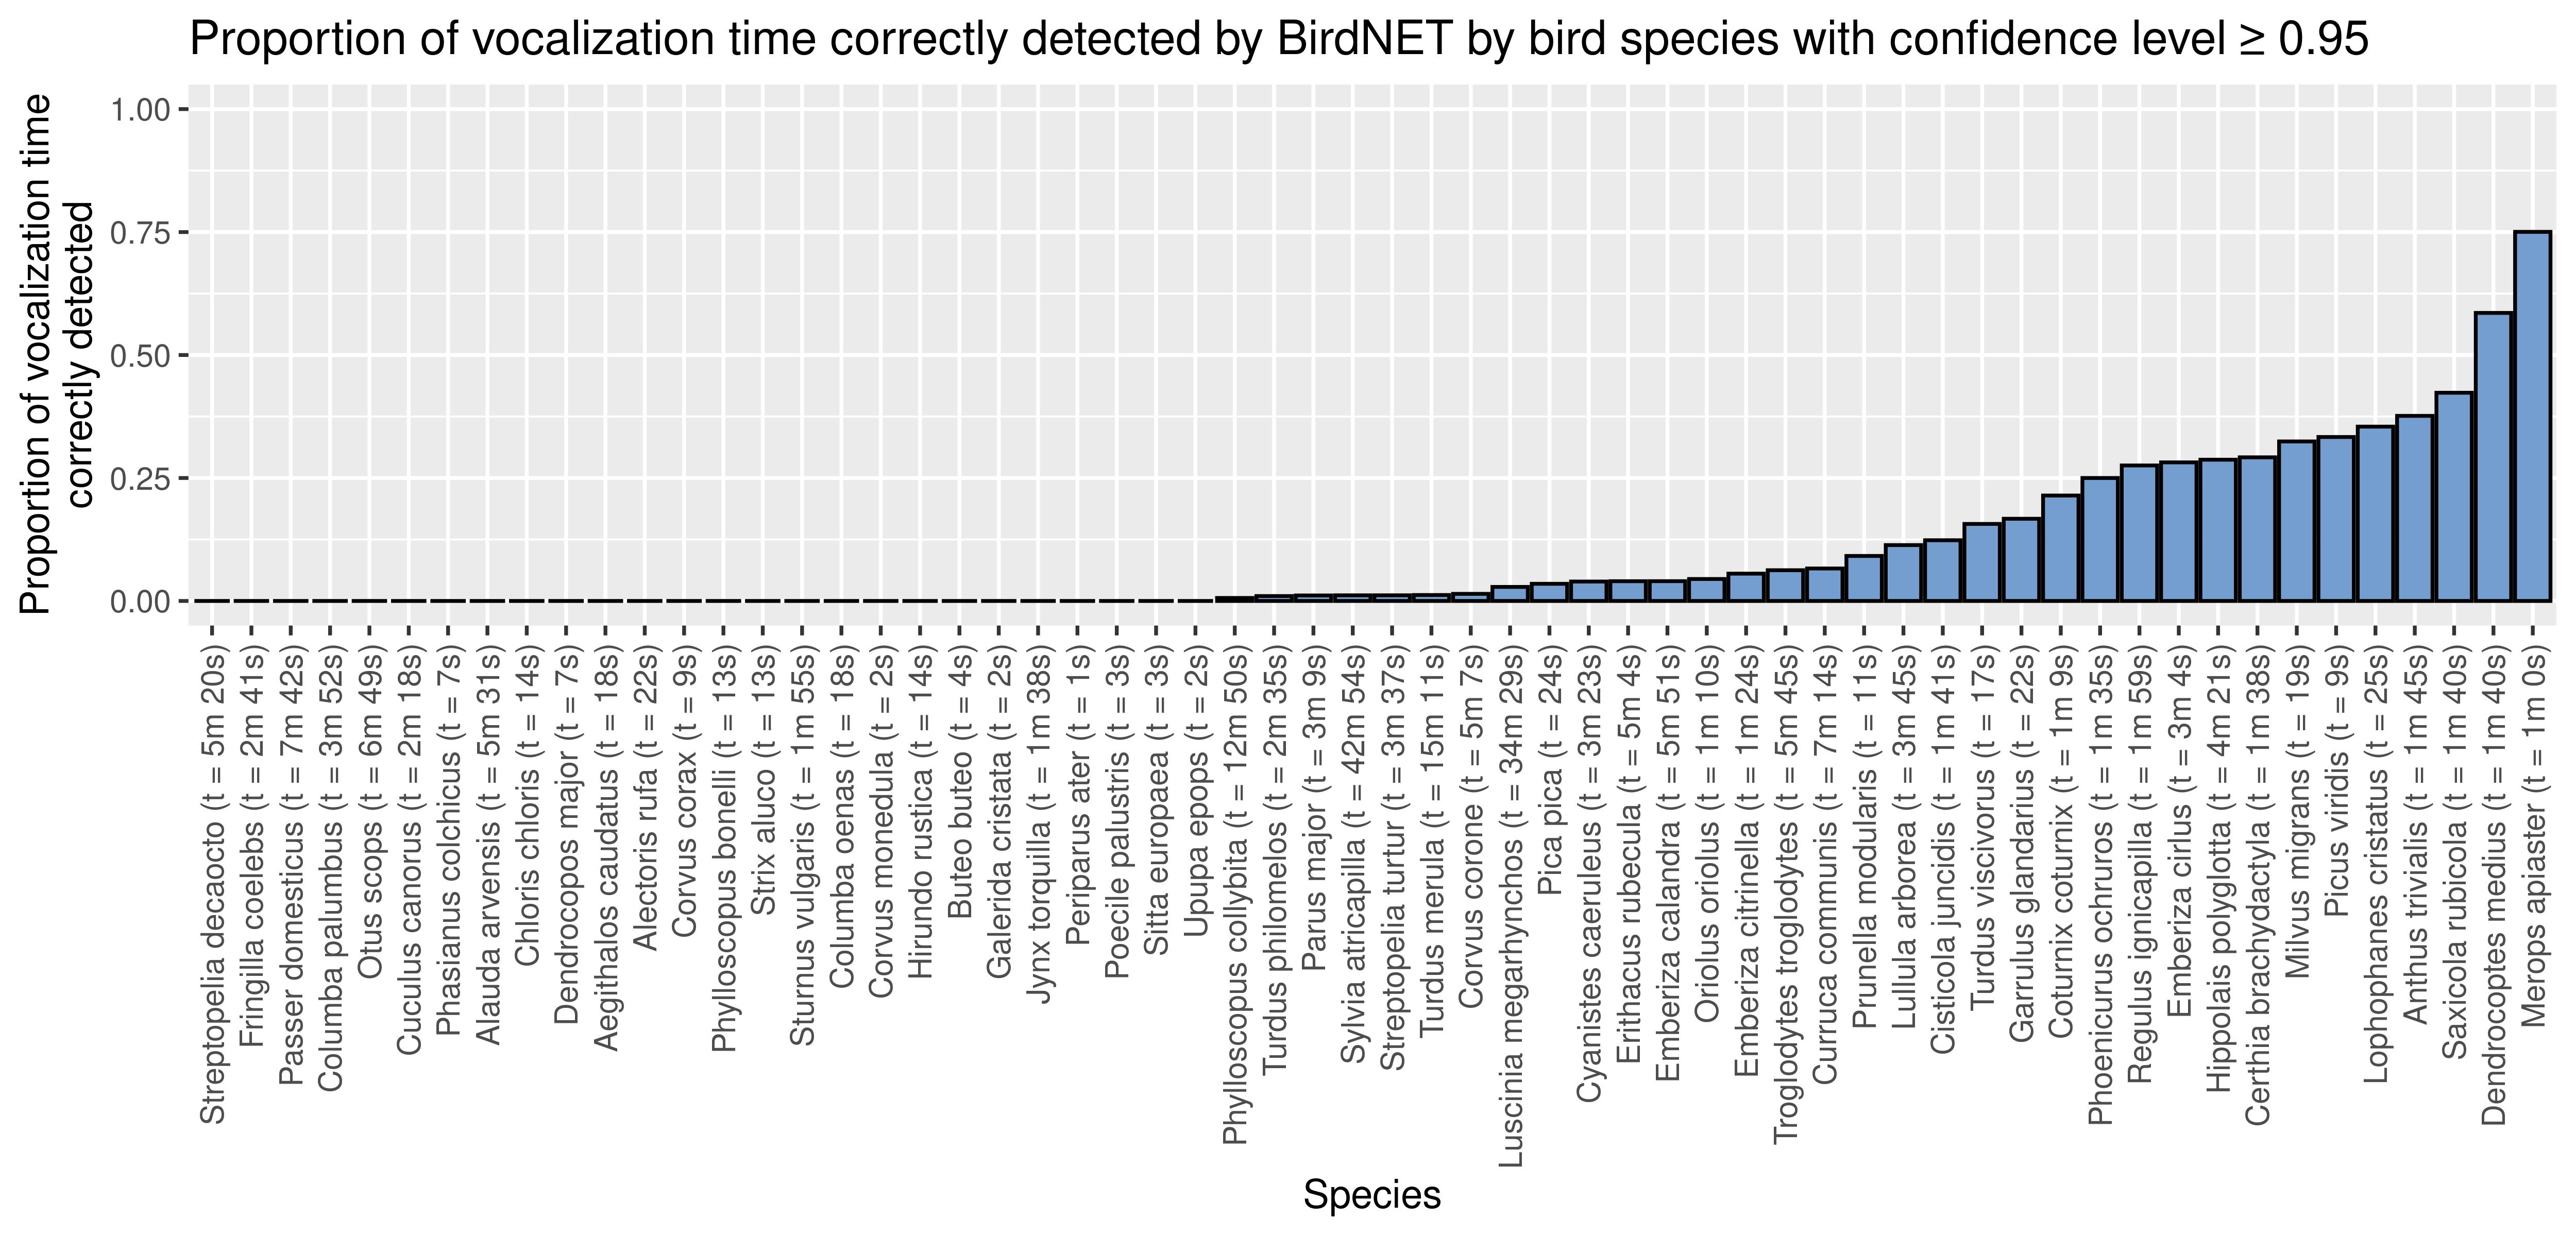 Proportion of vocalization time correctly detected by BirdNET by bird species with confidence level ≥ 0.95
Proportion of vocalization time
correctly detected
1.00
0.75
0.50
0.25
0.00
Streptopelia decaocto (t = 5m 20s)
Fringilla coelebs (t = 2m 41s)
Passer domesticus (t = 7m 42s)
Columba palumbus (t = 3m 52s)
Otus scops (t = 6m 49s)
Cuculus canorus (t = 2m 18s)
Phasianus colchicus (t = 7s)
Alauda arvensis (t = 5m 31s)
Chloris chloris (t = 14s)
Dendrocopos major (t = 7s)
Aegithalos caudatus (t = 18s)
Alectoris rufa (t = 22s)
Corvus corax (t = 9s)
Phylloscopus bonelli (t = 13s)
Strix aluco (t = 13s)
Sturnus vulgaris (t = 1m 55s)
Columba oenas (t = 18s)
Corvus monedula (t = 2s)
Hirundo rustica (t = 14s)
Buteo buteo (t = 4s)
Galerida cristata (t = 2s)
Jynx torquilla (t = 1m 38s)
Periparus ater (t = 1s)
Poecile palustris (t = 3s)
Sitta europaea (t = 3s)
Upupa epops (t = 2s)
Phylloscopus collybita (t = 12m 50s)
Turdus philomelos (t = 2m 35s)
Parus major (t = 3m 9s)
Sylvia atricapilla (t = 42m 54s)
Streptopelia turtur (t = 3m 37s)
Turdus merula (t = 15m 11s)
Corvus corone (t = 5m 7s)
Luscinia megarhynchos (t = 34m 29s)
Pica pica (t = 24s)
Cyanistes caeruleus (t = 3m 23s)
Erithacus rubecula (t = 5m 4s)
Emberiza calandra (t = 5m 51s)
Oriolus oriolus (t = 1m 10s)
Emberiza citrinella (t = 1m 24s)
Troglodytes troglodytes (t = 5m 45s)
Curruca communis (t = 7m 14s)
Prunella modularis (t = 11s)
Lullula arborea (t = 3m 45s)
Cisticola juncidis (t = 1m 41s)
Turdus viscivorus (t = 17s)
Garrulus glandarius (t = 22s)
Coturnix coturnix (t = 1m 9s)
Phoenicurus ochruros (t = 1m 35s)
Regulus ignicapilla (t = 1m 59s)
Emberiza cirlus (t = 3m 4s)
Hippolais polyglotta (t = 4m 21s)
Certhia brachydactyla (t = 1m 38s)
Milvus migrans (t = 19s)
Picus viridis (t = 9s)
Lophophanes cristatus (t = 25s)
Anthus trivialis (t = 1m 45s)
Saxicola rubicola (t = 1m 40s)
Dendrocoptes medius (t = 1m 40s)
Merops apiaster (t = 1m 0s)
Species